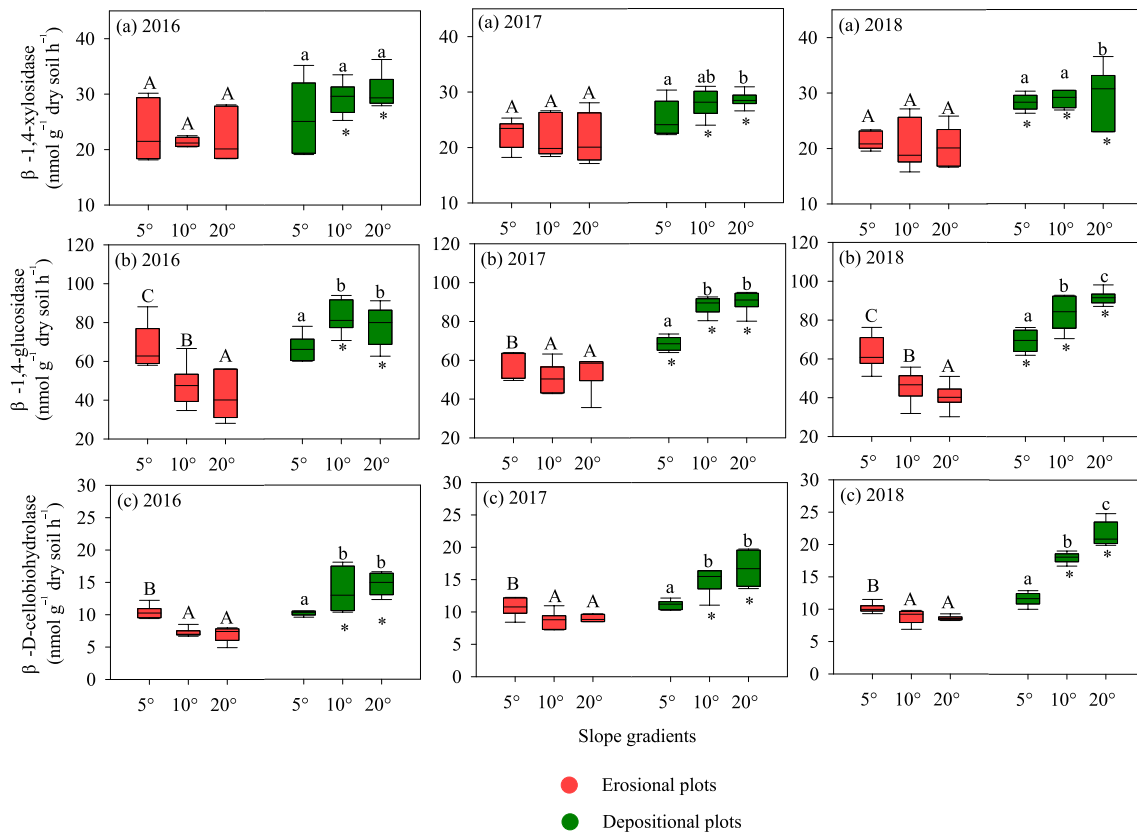 (a) 2016
(a) 2017
(a) 2018
β -1,4-xylosidase
(nmol g⁻¹ dry soil h⁻¹)
40
30
20
10
A
A
A
a
a
a
*
*
5° 10° 20° 5° 10° 20°
40
30
20
10
A
A
A
a
ab
b
*
*
5° 10° 20° 5° 10° 20°
40
30
20
10
A
A
A
a
a
b
*
*
*
5° 10° 20° 5° 10° 20°
(b) 2016
(b) 2017
(b) 2018
β -1,4-glucosidase
(nmol g⁻¹ dry soil h⁻¹)
120
100
80
60
40
20
C
B
A
a
b
b
*
*
5° 10° 20° 5° 10° 20°
120
100
80
60
40
20
B
A
A
a
b
b
*
*
*
5° 10° 20° 5° 10° 20°
120
100
80
60
40
20
C
B
A
a
b
c
*
*
*
5° 10° 20° 5° 10° 20°
(c) 2016
(c) 2017
(c) 2018
β -D-cellobiohydrolase
(nmol g⁻¹ dry soil h⁻¹)
30
25
20
15
10
5
0
B
A
A
a
b
b
*
*
5° 10° 20° 5° 10° 20°
30
25
20
15
10
5
0
B
A
A
a
b
b
*
*
5° 10° 20° 5° 10° 20°
30
25
20
15
10
5
0
B
A
A
a
b
c
*
*
5° 10° 20° 5° 10° 20°
Slope gradients
Erosional plots
Depositional plots